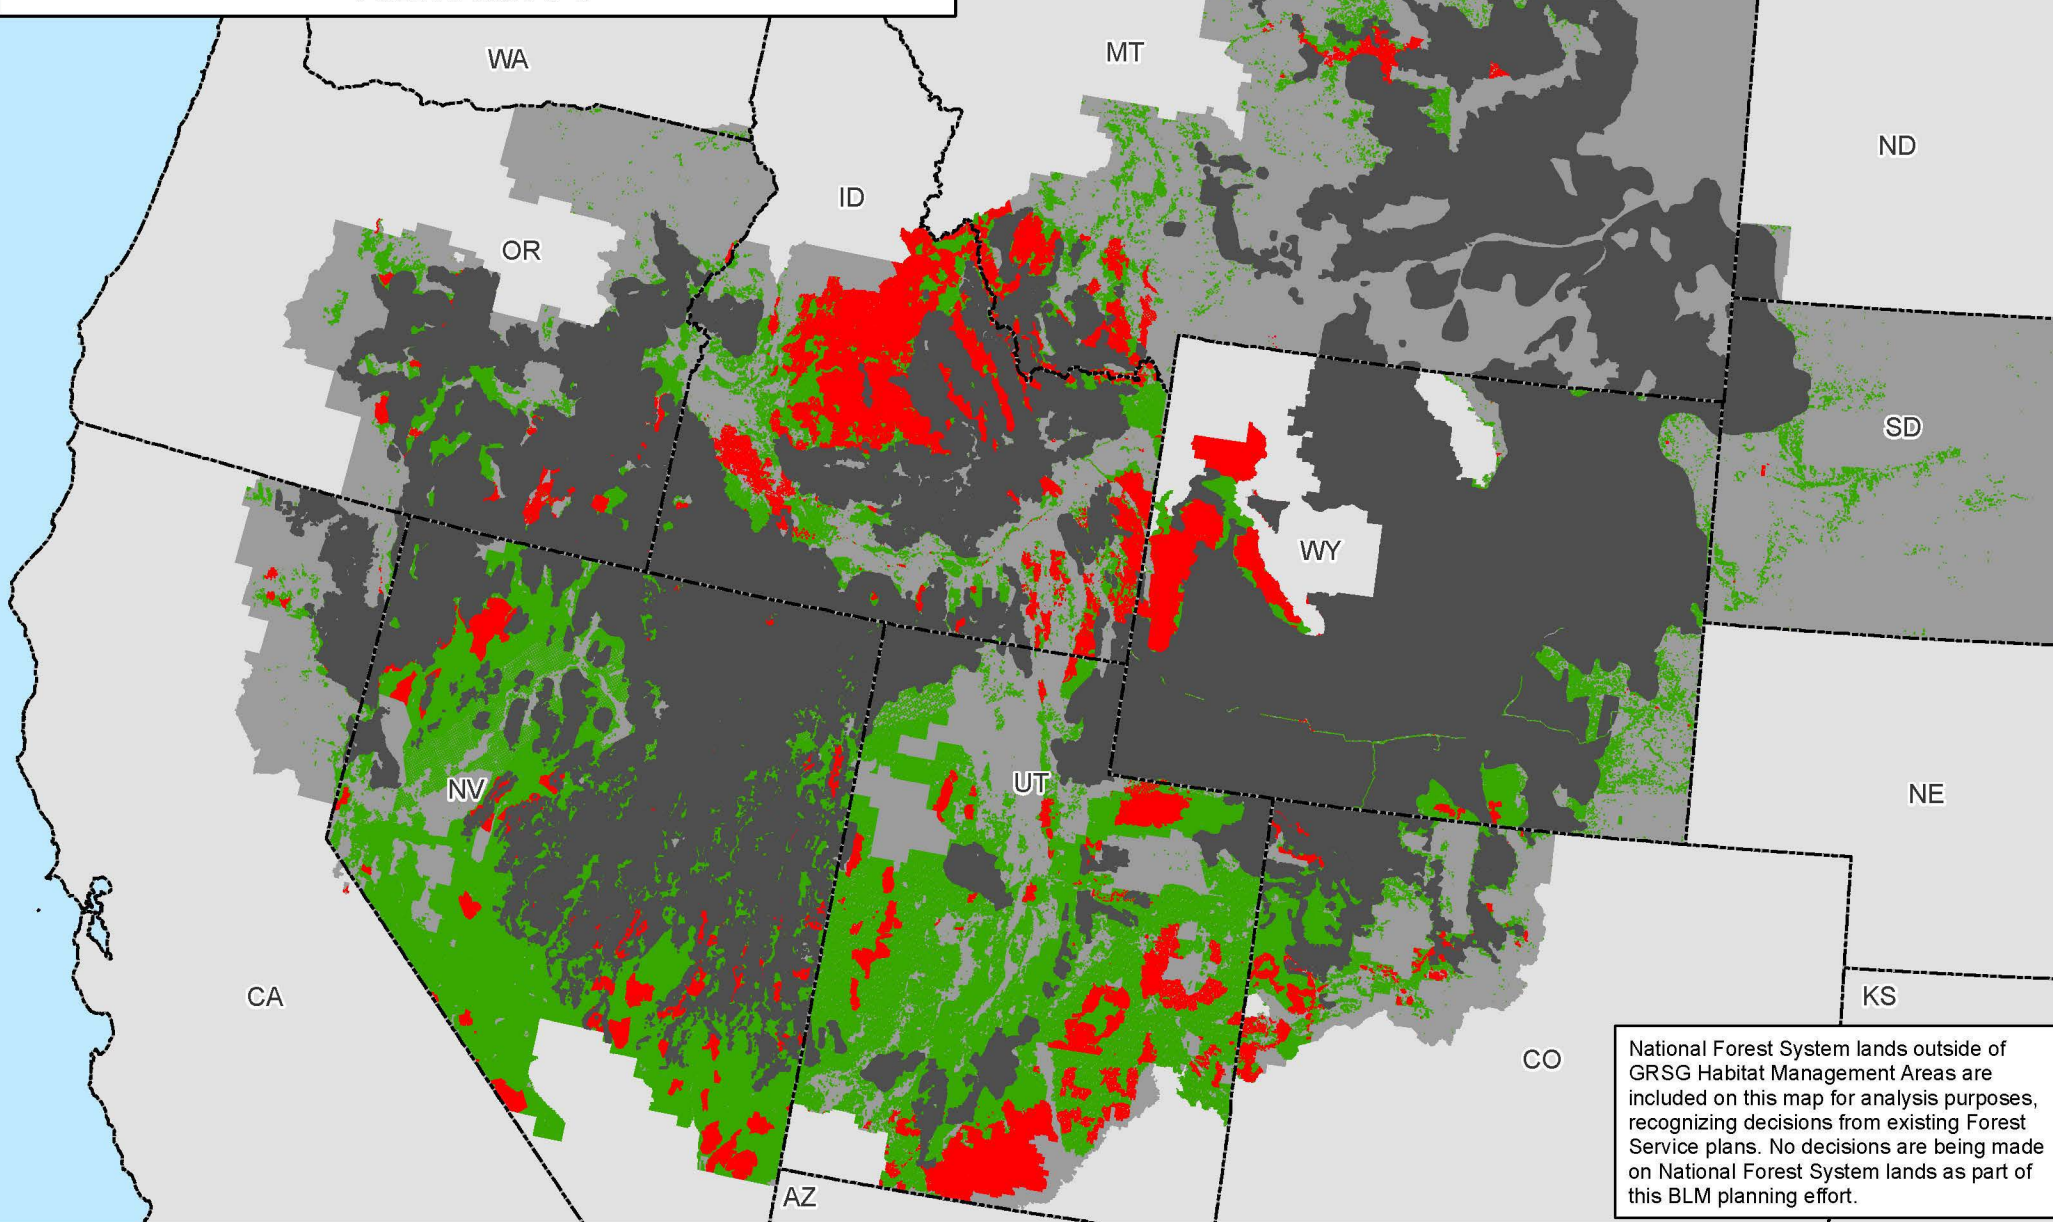 WA
MT
ND
ID
OR
SD
WY
UT
NV
NE
CA
KS
CO
AZ
National Forest System lands outside of
GRSG Habitat Management Areas are
included on this map for analysis purposes,
recognizing decisions from existing Forest
Service plans. No decisions are being made
on National Forest System lands as part of
this BLM planning effort.